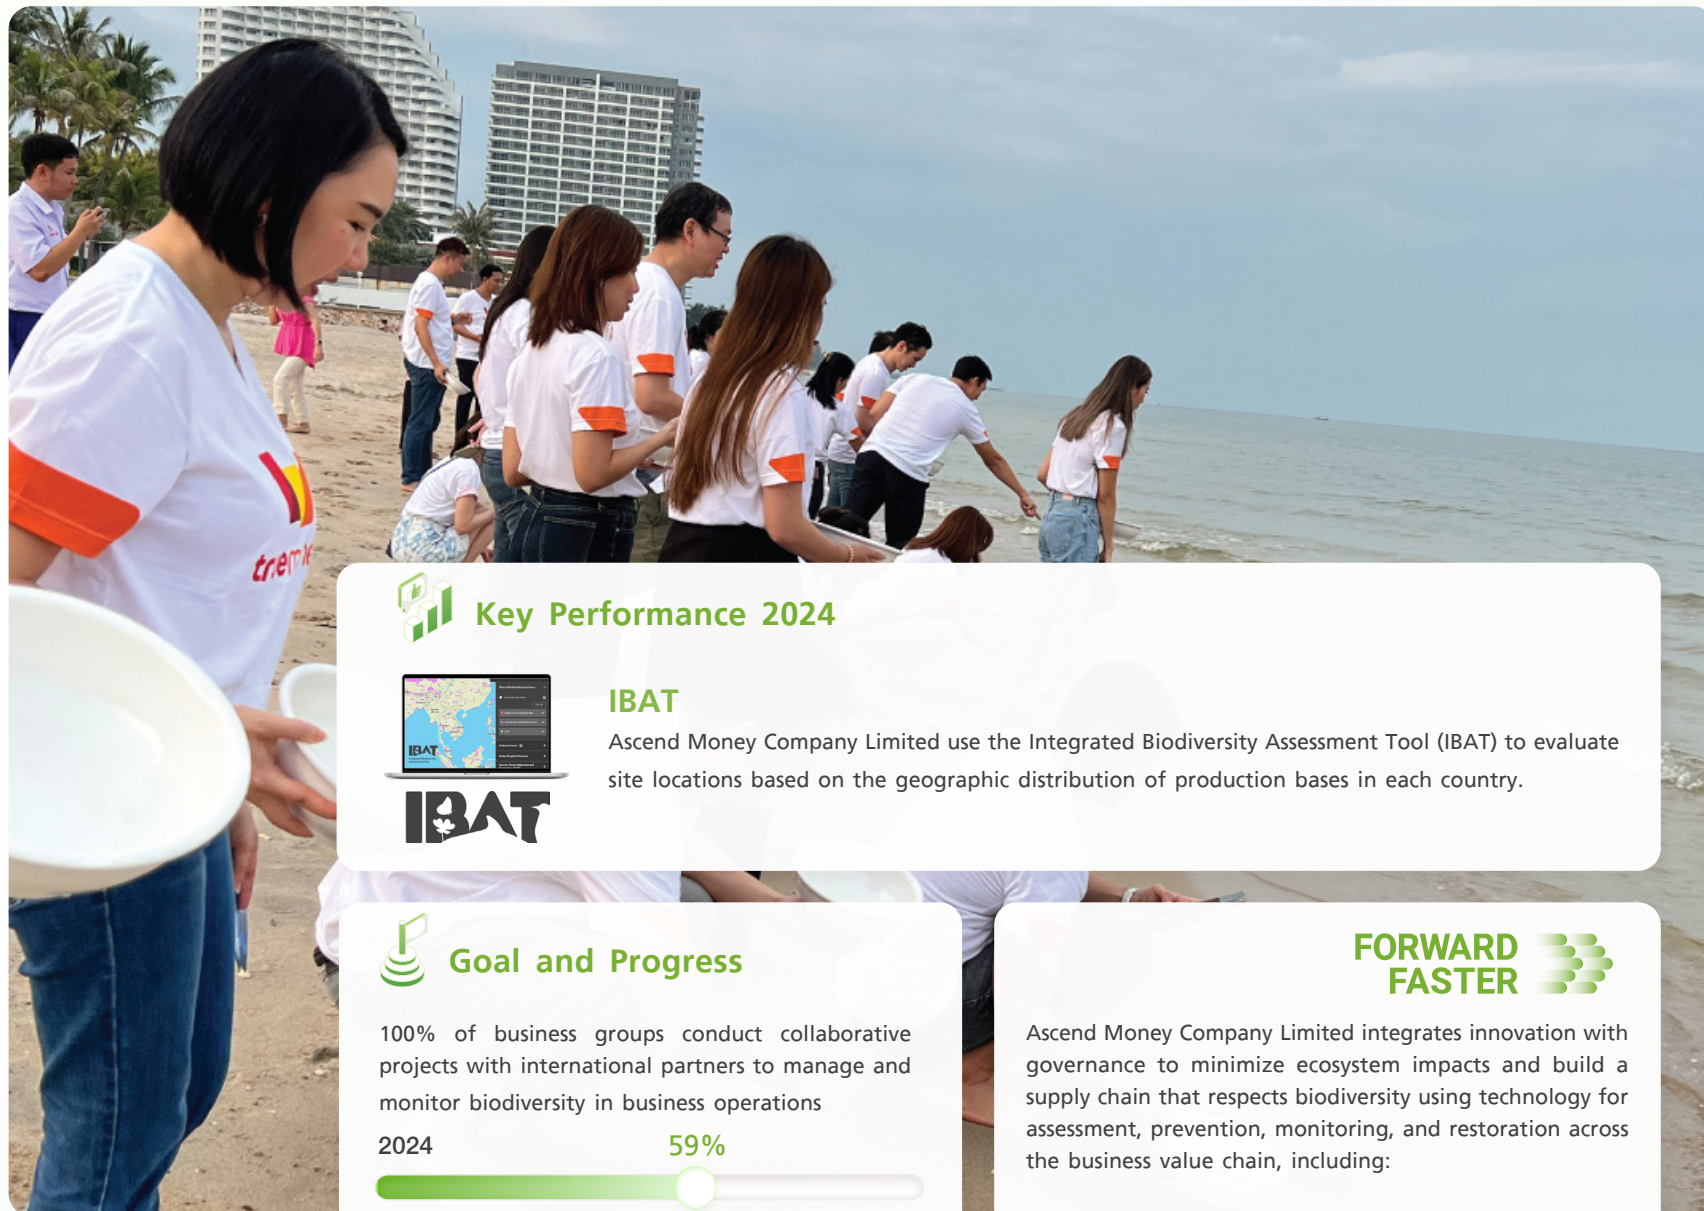 Key Performance 2024
IBAT
Ascend Money Company Limited use the Integrated Biodiversity Assessment Tool (IBAT) to evaluate
site locations based on the geographic distribution of production bases in each country.
IBAT
IBAT
Goal and Progress
100% of business groups conduct collaborative
projects with international partners to manage and
monitor biodiversity in business operations
2024 59%
FORWARD
FASTER
Ascend Money Company Limited integrates innovation with
governance to minimize ecosystem impacts and build a
supply chain that respects biodiversity using technology for
assessment, prevention, monitoring, and restoration across
the business value chain, including: